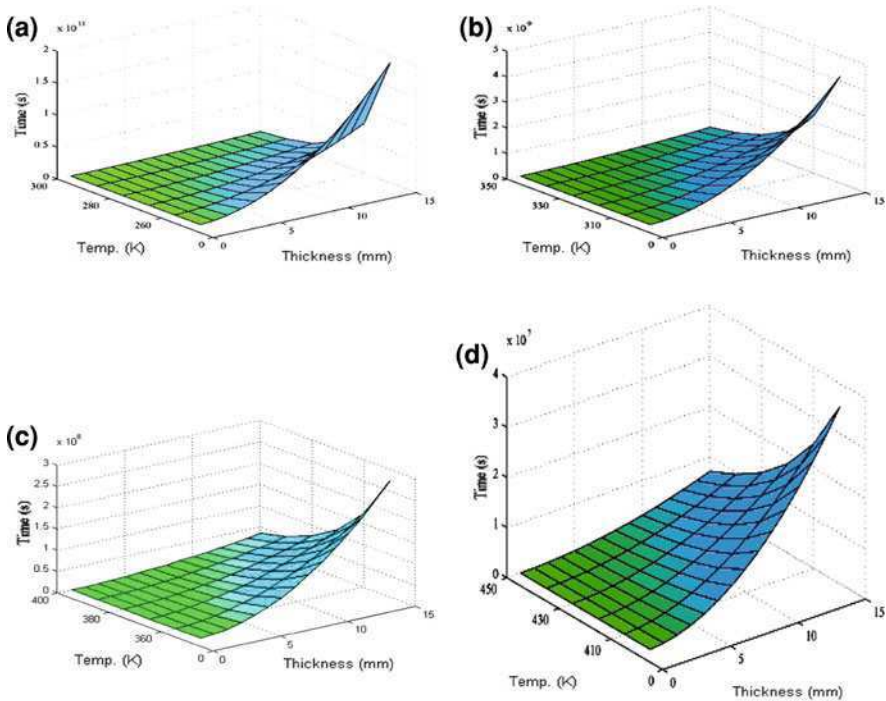 (a)
x 10^11
2
1.5
1
0.5
0
Time (s)
300
280
260
0
Temp. (K)
0
5
10
15
Thickness (mm)
(b)
x 10^9
5
4
3
2
1
0
Time (s)
350
330
310
0
Temp. (K)
0
5
10
15
Thickness (mm)
(c)
x 10^8
3
2.5
2
1.5
1
0.5
0
Time (s)
400
380
360
0
Temp. (K)
0
5
10
15
Thickness (mm)
(d)
x 10^7
4
3
2
1
0
Time (s)
450
430
410
0
Temp. (K)
0
5
10
15
Thickness (mm)